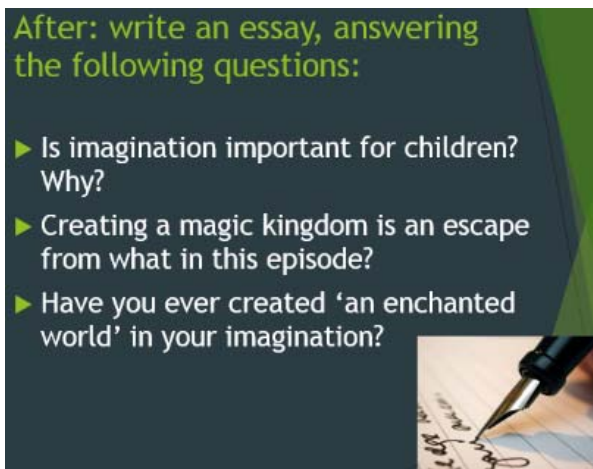 After: write an essay, answering
the following questions:
Is imagination important for children?
Why?
Creating a magic kingdom is an escape
from what in this episode?
Have you ever created ‘an enchanted
world’ in your imagination?